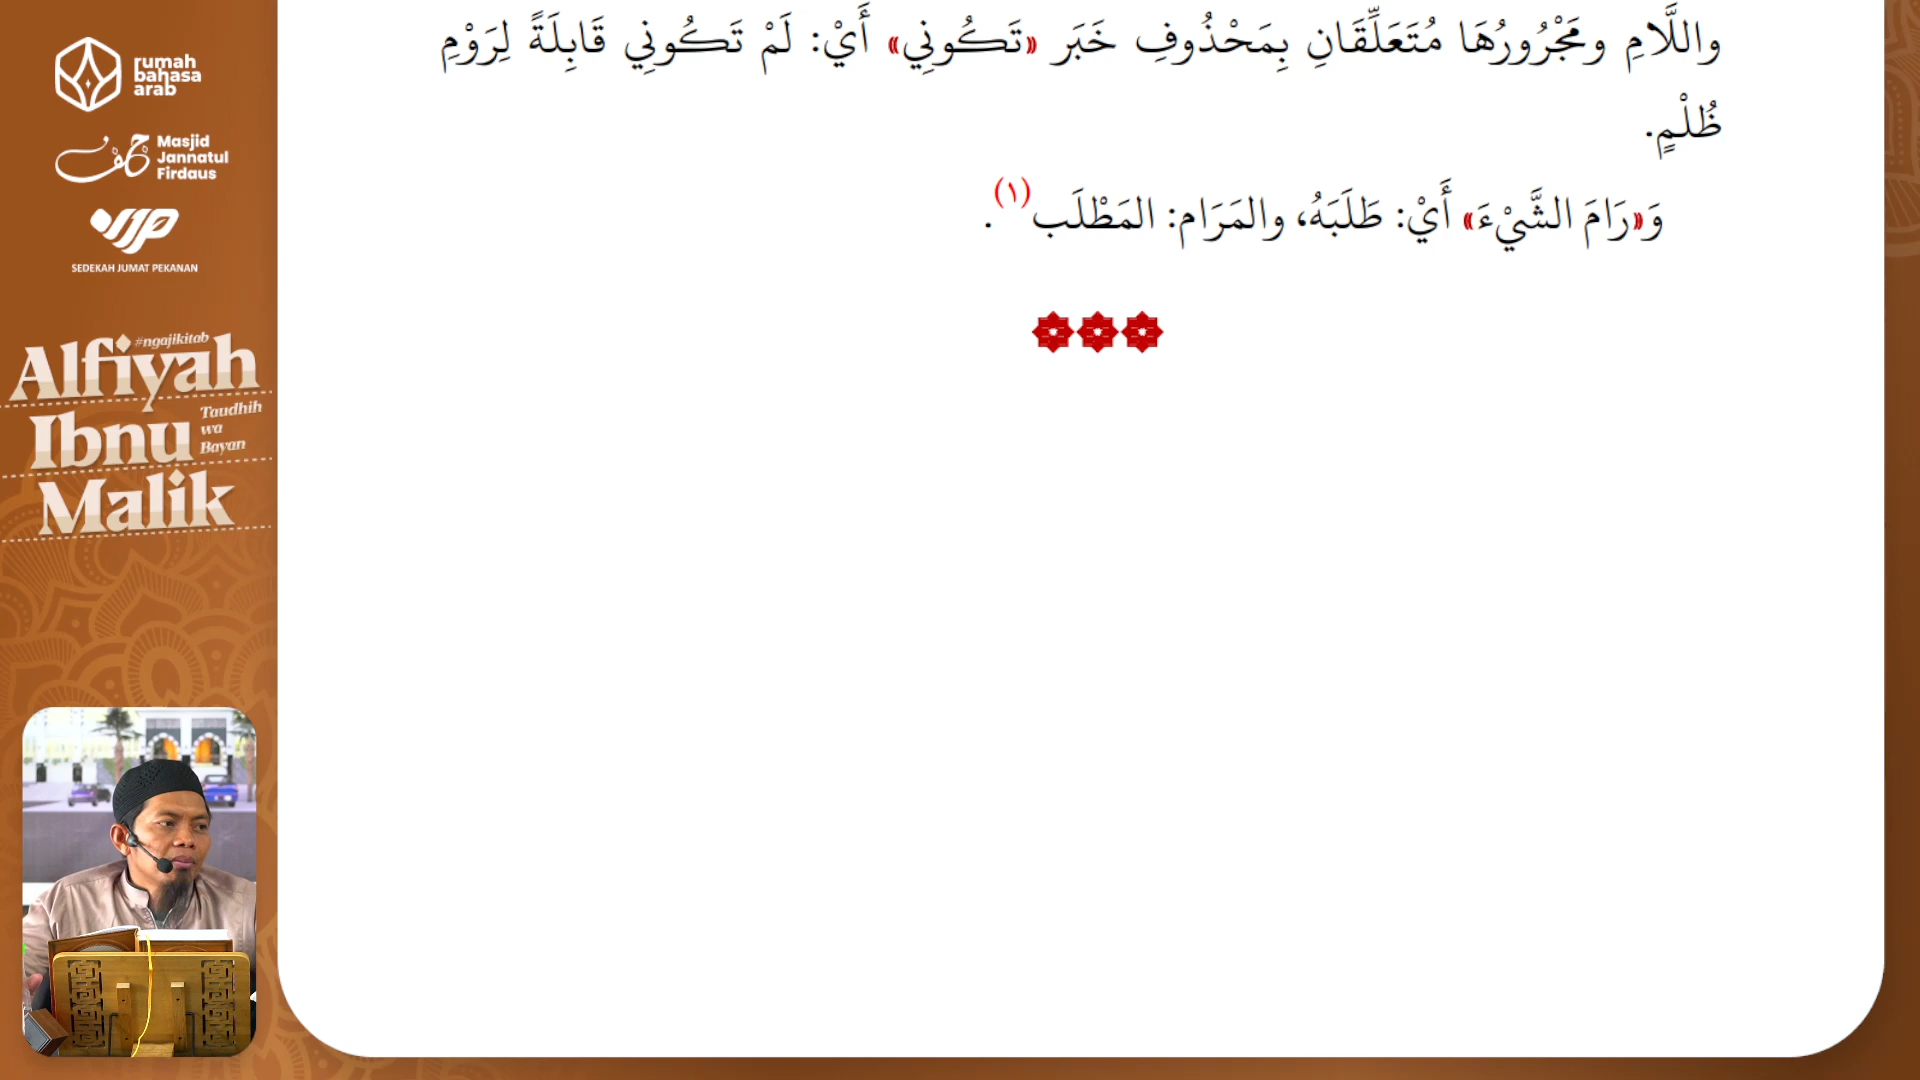 واللَّامِ ومَجْرُورُهَا مُتَعَلِّقَانِ بِمَحْذُوفِ خَبَر «تَكُونِي» أَيْ: لَمْ تَكُونِي قَابِلَةً لِرَوْمِ
ظُلْمٍ.
وَ«رَامَ الشَّيْءَ» أَيْ: طَلَبَهُ، والمَرَام: المَطْلَب(١).
rumah
bahasa
arab
Masjid
Jannatul
Firdaus
VIP
SEDEKAH JUMAT PEKANAN
#ngajikitab
Alfiyah
Ibnu
Taudhih
wa
Bayan
Malik